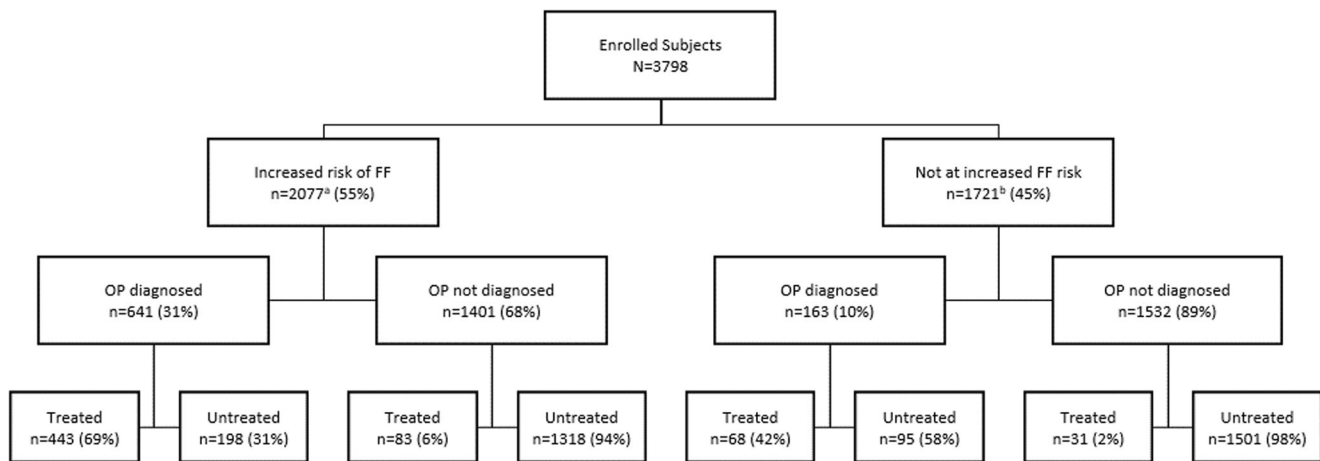 Enrolled Subjects
N=3798
Increased risk of FF
n=2077ᵃ (55%)
Not at increased FF risk
n=1721ᵇ (45%)
OP diagnosed
n=641 (31%)
OP not diagnosed
n=1401 (68%)
OP diagnosed
n=163 (10%)
OP not diagnosed
n=1532 (89%)
Treated
n=443 (69%)
Untreated
n=198 (31%)
Treated
n=83 (6%)
Untreated
n=1318 (94%)
Treated
n=68 (42%)
Untreated
n=95 (58%)
Treated
n=31 (2%)
Untreated
n=1501 (98%)